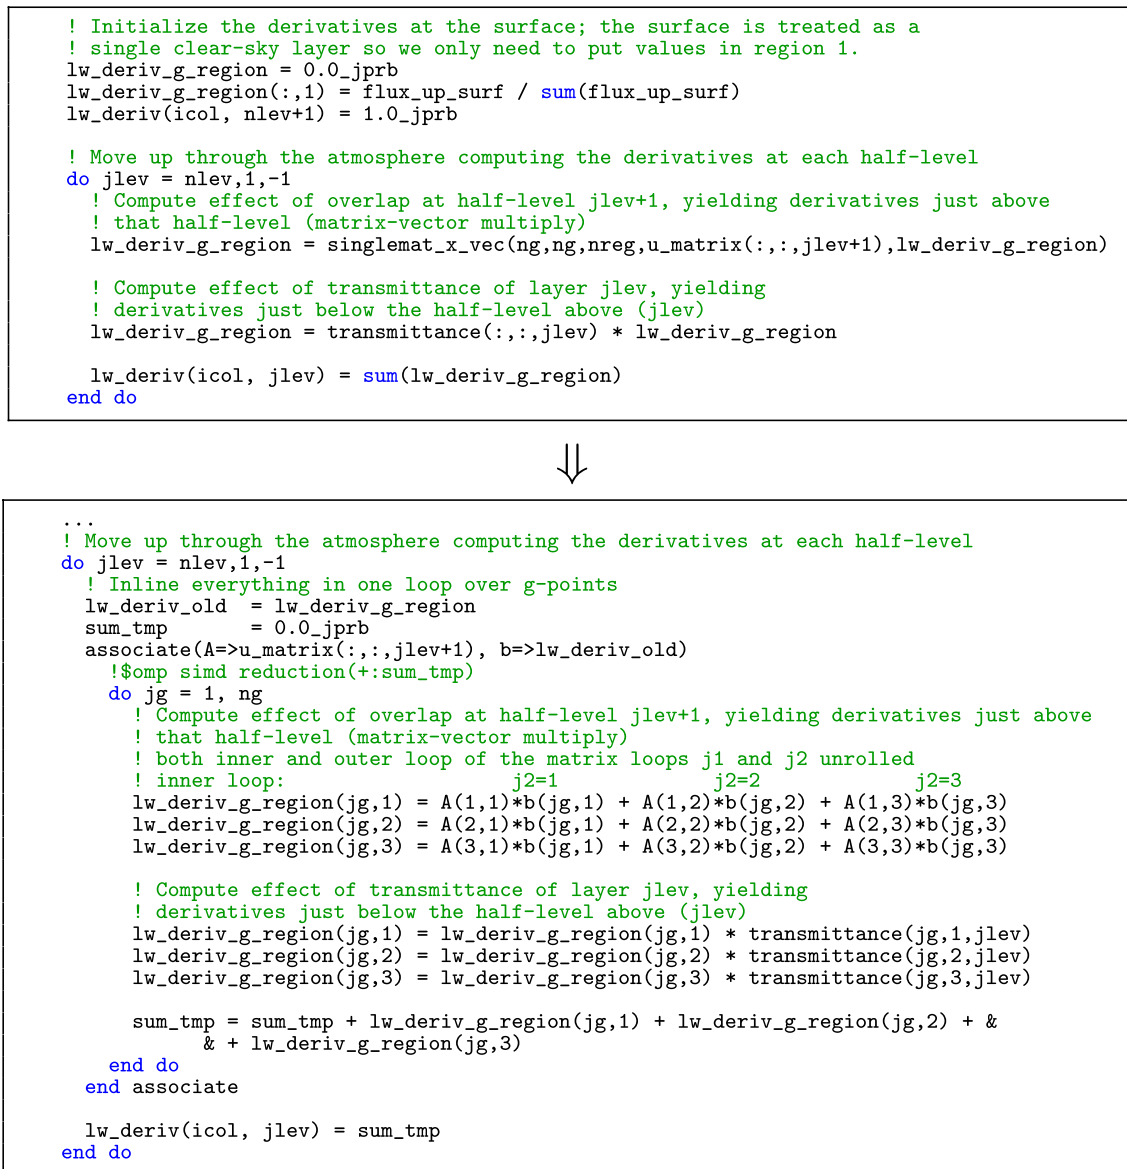 ! Initialize the derivatives at the surface; the surface is treated as a
! single clear-sky layer so we only need to put values in region 1.
lw_deriv_g_region = 0.0_jprb
lw_deriv_g_region(:,1) = flux_up_surf / sum(flux_up_surf)
lw_deriv(icol, nlev+1) = 1.0_jprb

! Move up through the atmosphere computing the derivatives at each half-level
do jlev = nlev,1,-1
  ! Compute effect of overlap at half-level jlev+1, yielding derivatives just above
  ! that half-level (matrix-vector multiply)
  lw_deriv_g_region = singlemat_x_vec(ng,ng,nreg,u_matrix(:,:,jlev+1),lw_deriv_g_region)

  ! Compute effect of transmittance of layer jlev, yielding
  ! derivatives just below the half-level above (jlev)
  lw_deriv_g_region = transmittance(:,:,jlev) * lw_deriv_g_region

  lw_deriv(icol, jlev) = sum(lw_deriv_g_region)
end do

⇓

...
! Move up through the atmosphere computing the derivatives at each half-level
do jlev = nlev,1,-1
  ! Inline everything in one loop over g-points
  lw_deriv_old  = lw_deriv_g_region
  sum_tmp       = 0.0_jprb
  associate(A=>u_matrix(:,:,jlev+1), b=>lw_deriv_old)
    !$omp simd reduction(+:sum_tmp)
    do jg = 1, ng
      ! Compute effect of overlap at half-level jlev+1, yielding derivatives just above
      ! that half-level (matrix-vector multiply)
      ! both inner and outer loop of the matrix loops j1 and j2 unrolled
      ! inner loop:                   j2=1             j2=2             j2=3
      lw_deriv_g_region(jg,1) = A(1,1)*b(jg,1) + A(1,2)*b(jg,2) + A(1,3)*b(jg,3)
      lw_deriv_g_region(jg,2) = A(2,1)*b(jg,1) + A(2,2)*b(jg,2) + A(2,3)*b(jg,3)
      lw_deriv_g_region(jg,3) = A(3,1)*b(jg,1) + A(3,2)*b(jg,2) + A(3,3)*b(jg,3)

      ! Compute effect of transmittance of layer jlev, yielding
      ! derivatives just below the half-level above (jlev)
      lw_deriv_g_region(jg,1) = lw_deriv_g_region(jg,1) * transmittance(jg,1,jlev)
      lw_deriv_g_region(jg,2) = lw_deriv_g_region(jg,2) * transmittance(jg,2,jlev)
      lw_deriv_g_region(jg,3) = lw_deriv_g_region(jg,3) * transmittance(jg,3,jlev)

      sum_tmp = sum_tmp + lw_deriv_g_region(jg,1) + lw_deriv_g_region(jg,2) + &
            & + lw_deriv_g_region(jg,3)
    end do
  end associate

  lw_deriv(icol, jlev) = sum_tmp
end do